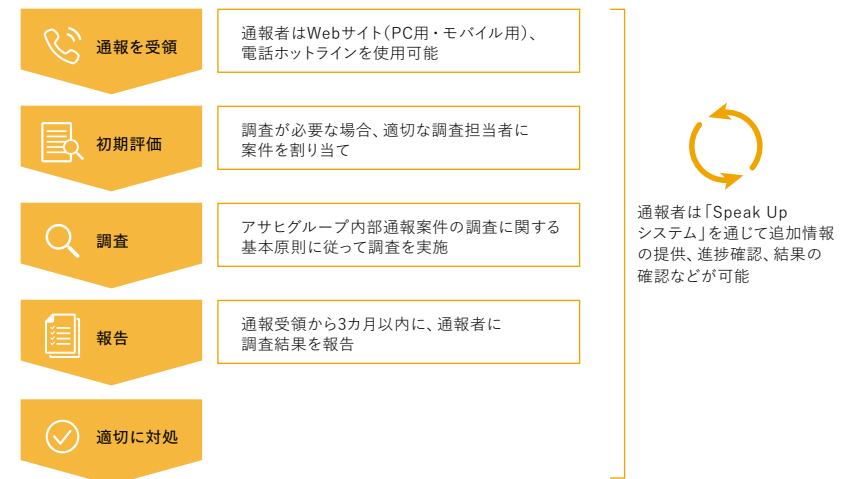 通報を受領
通報者はWebサイト(PC用・モバイル用)、
電話ホットラインを使用可能
初期評価
調査が必要な場合、適切な調査担当者に
案件を割り当て
調査
アサヒグループ内部通報案件の調査に関する
基本原則に従って調査を実施
報告
通報受領から3カ月以内に、通報者に
調査結果を報告
適切に対処
通報者は「Speak Up
システム」を通じて追加情報
の提供、進捗確認、結果の
確認などが可能